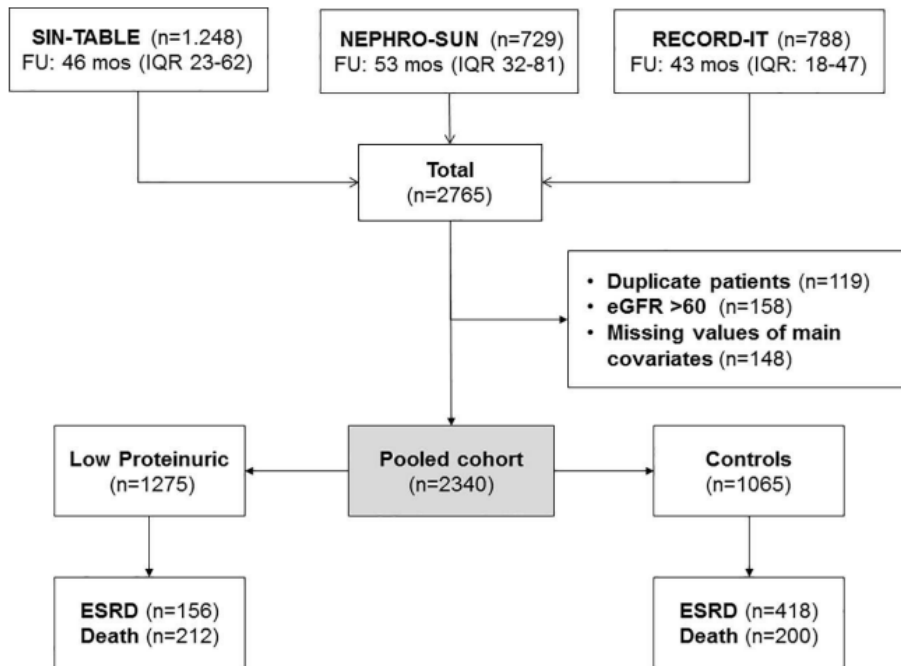 SIN-TABLE (n=1.248)
FU: 46 mos (IQR 23-62)
NEPHRO-SUN (n=729)
FU: 53 mos (IQR 32-81)
RECORD-IT (n=788)
FU: 43 mos (IQR: 18-47)
Total
(n=2765)
• Duplicate patients (n=119)
• eGFR >60 (n=158)
• Missing values of main
covariates (n=148)
Low Proteinuric
(n=1275)
Pooled cohort
(n=2340)
Controls
(n=1065)
ESRD (n=156)
Death (n=212)
ESRD (n=418)
Death (n=200)